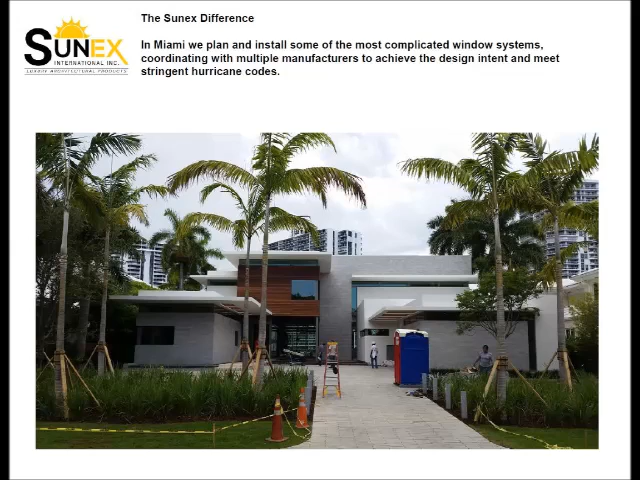 SUNEX
INTERNATIONAL INC.
LUXURY ARCHITECTURAL PRODUCTS
The Sunex Difference
In Miami we plan and install some of the most complicated window systems,
coordinating with multiple manufacturers to achieve the design intent and meet
stringent hurricane codes.